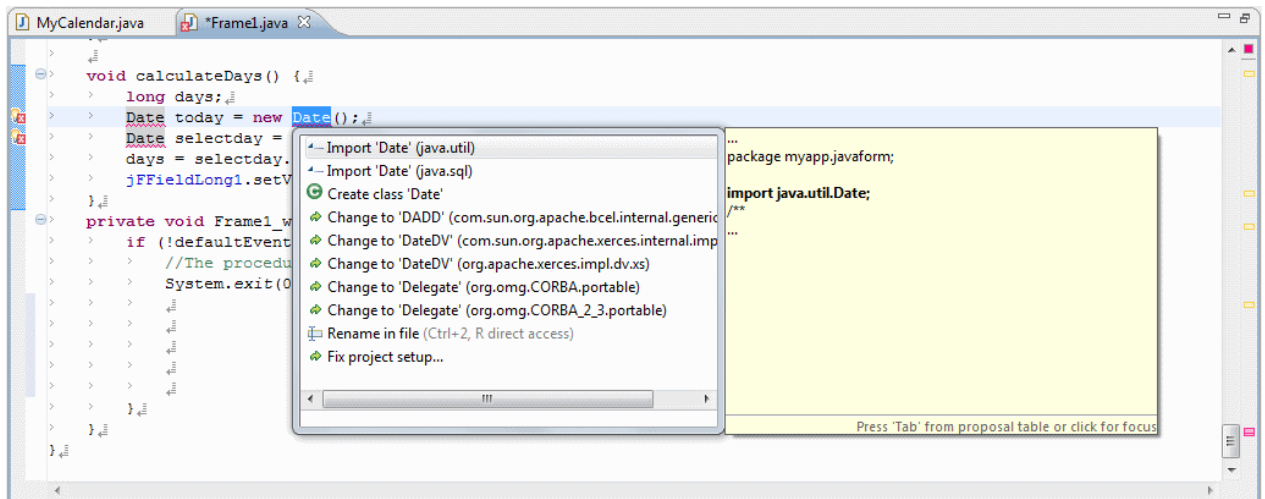 MyCalendar.java
*Frame1.java
void calculateDays() {
long days;
Date today = new Date();
Date selectday =
days = selectday.
jFFieldLong1.setV
}
private void Frame1_w
if (!defaultEvent
//The procedu
System.exit(0
}
}
}
Import 'Date' (java.util)
Import 'Date' (java.sql)
Create class 'Date'
Change to 'DADD' (com.sun.org.apache.bcel.internal.generic
Change to 'DateDV' (com.sun.org.apache.xerces.internal.imp
Change to 'DateDV' (org.apache.xerces.impl.dv.xs)
Change to 'Delegate' (org.omg.CORBA.portable)
Change to 'Delegate' (org.omg.CORBA_2_3.portable)
Rename in file (Ctrl+2, R direct access)
Fix project setup...
...
package myapp.javaform;
import java.util.Date;
/**
...
Press 'Tab' from proposal table or click for focus